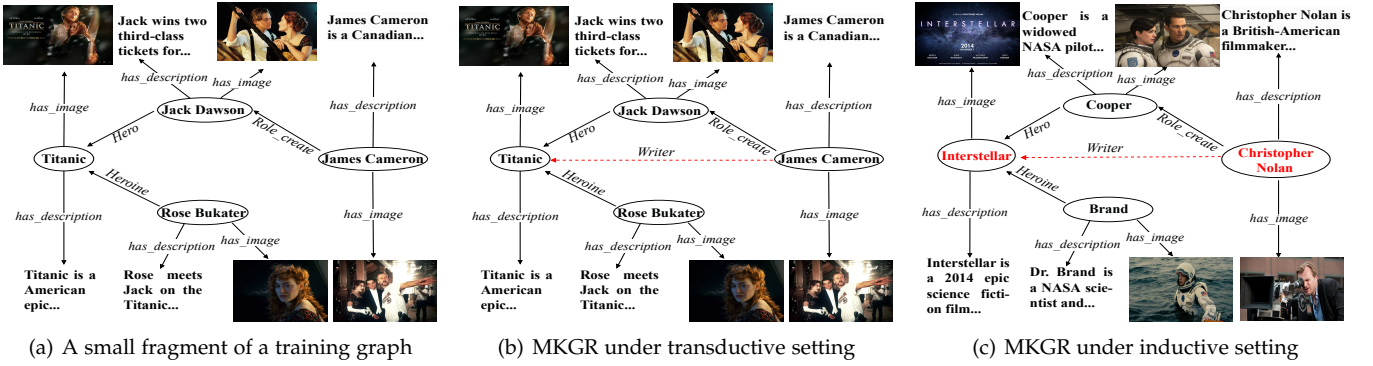 TITANIC
Jack wins two
third-class
tickets for...
James Cameron
is a Canadian...
has_image
has_description
has_image
has_description
Jack Dawson
Hero
Role_create
Titanic
James Cameron
Heroine
has_description
Rose Bukater
has_image
has_description
has_image
Titanic is a
American
epic...
Rose meets
Jack on the
Titanic...
(a) A small fragment of a training graph
TITANIC
Jack wins two
third-class
tickets for...
James Cameron
is a Canadian...
has_image
has_description
has_image
has_description
Jack Dawson
Hero
Role_create
Writer
Titanic
James Cameron
Heroine
has_description
Rose Bukater
has_image
has_description
has_image
Titanic is a
American
epic...
Rose meets
Jack on the
Titanic...
(b) MKGR under transductive setting
INTERSTELLAR
2014
Cooper is a
widowed
NASA pilot...
Christopher Nolan is
a British-American
filmmaker...
has_image
has_description
has_image
has_description
Cooper
Hero
Role_create
Writer
Interstellar
Christopher
Nolan
Heroine
has_description
Brand
has_image
has_description
has_image
Interstellar is
a 2014 epic
science ficti-
on film...
Dr. Brand is
a NASA sci-
entist and...
(c) MKGR under inductive setting